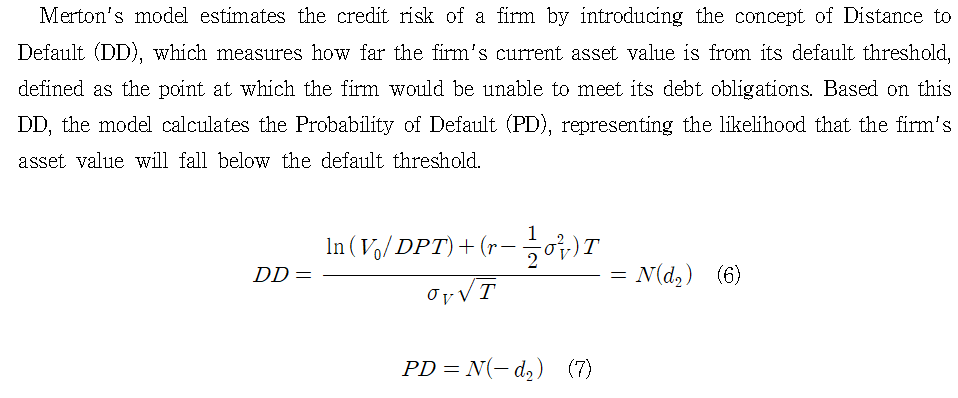 Merton's model estimates the credit risk of a firm by introducing the concept of Distance to
Default (DD), which measures how far the firm's current asset value is from its default threshold,
defined as the point at which the firm would be unable to meet its debt obligations. Based on this
DD, the model calculates the Probability of Default (PD), representing the likelihood that the firm's
asset value will fall below the default threshold.
DD = \frac{\ln(V_0/DPT)+(r-\frac{1}{2}\sigma_V^2)T}{\sigma_V\sqrt{T}} = N(d_2) (6)
PD = N(-d_2) (7)